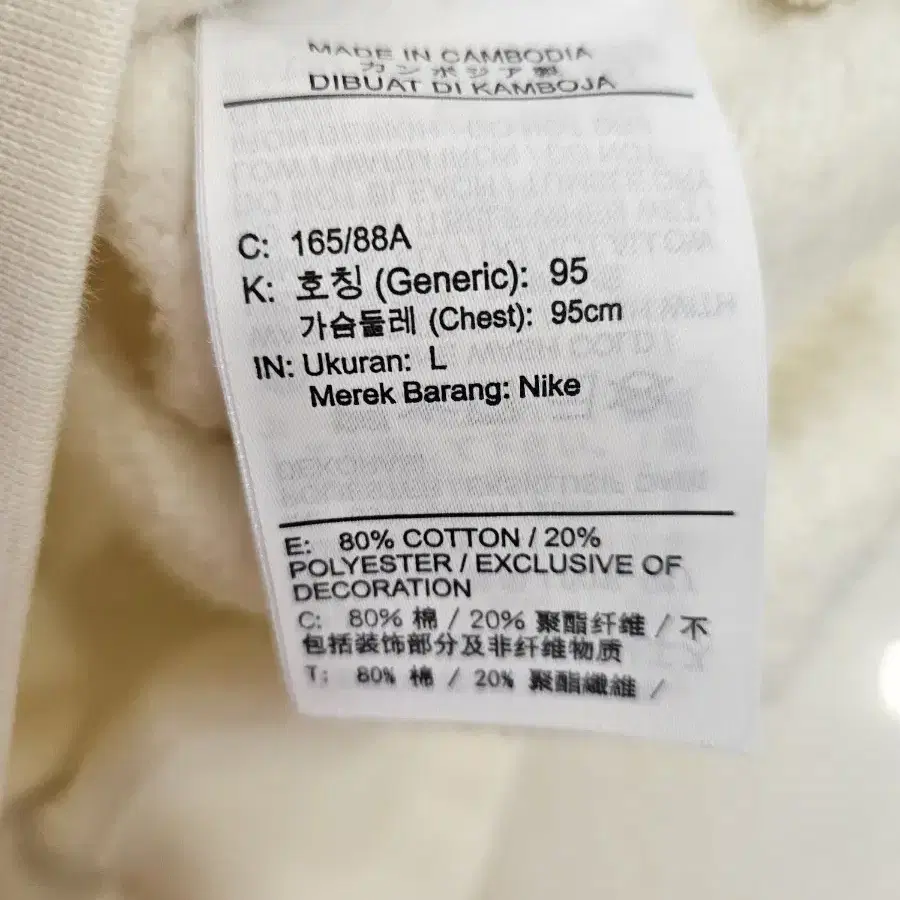 MADE IN CAMBODIA
カンボジア製
DIBUAT DI KAMBOJA
C: 165/88A
K: 호칭 (Generic): 95
가슴둘레 (Chest): 95cm
IN: Ukuran: L
Merek Barang: Nike
E: 80% COTTON / 20%
POLYESTER / EXCLUSIVE OF
DECORATION
C: 80% 棉 / 20% 聚酯纤维 / 不
包括装饰部分及非纤维物质
T: 80% 棉 / 20% 聚酯纖維 /